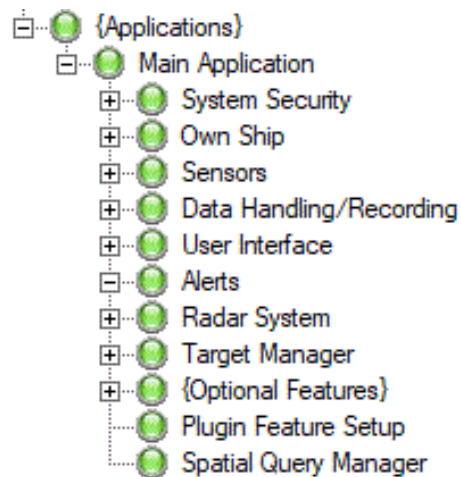 {Applications}
Main Application
System Security
Own Ship
Sensors
Data Handling/Recording
User Interface
Alerts
Radar System
Target Manager
{Optional Features}
Plugin Feature Setup
Spatial Query Manager